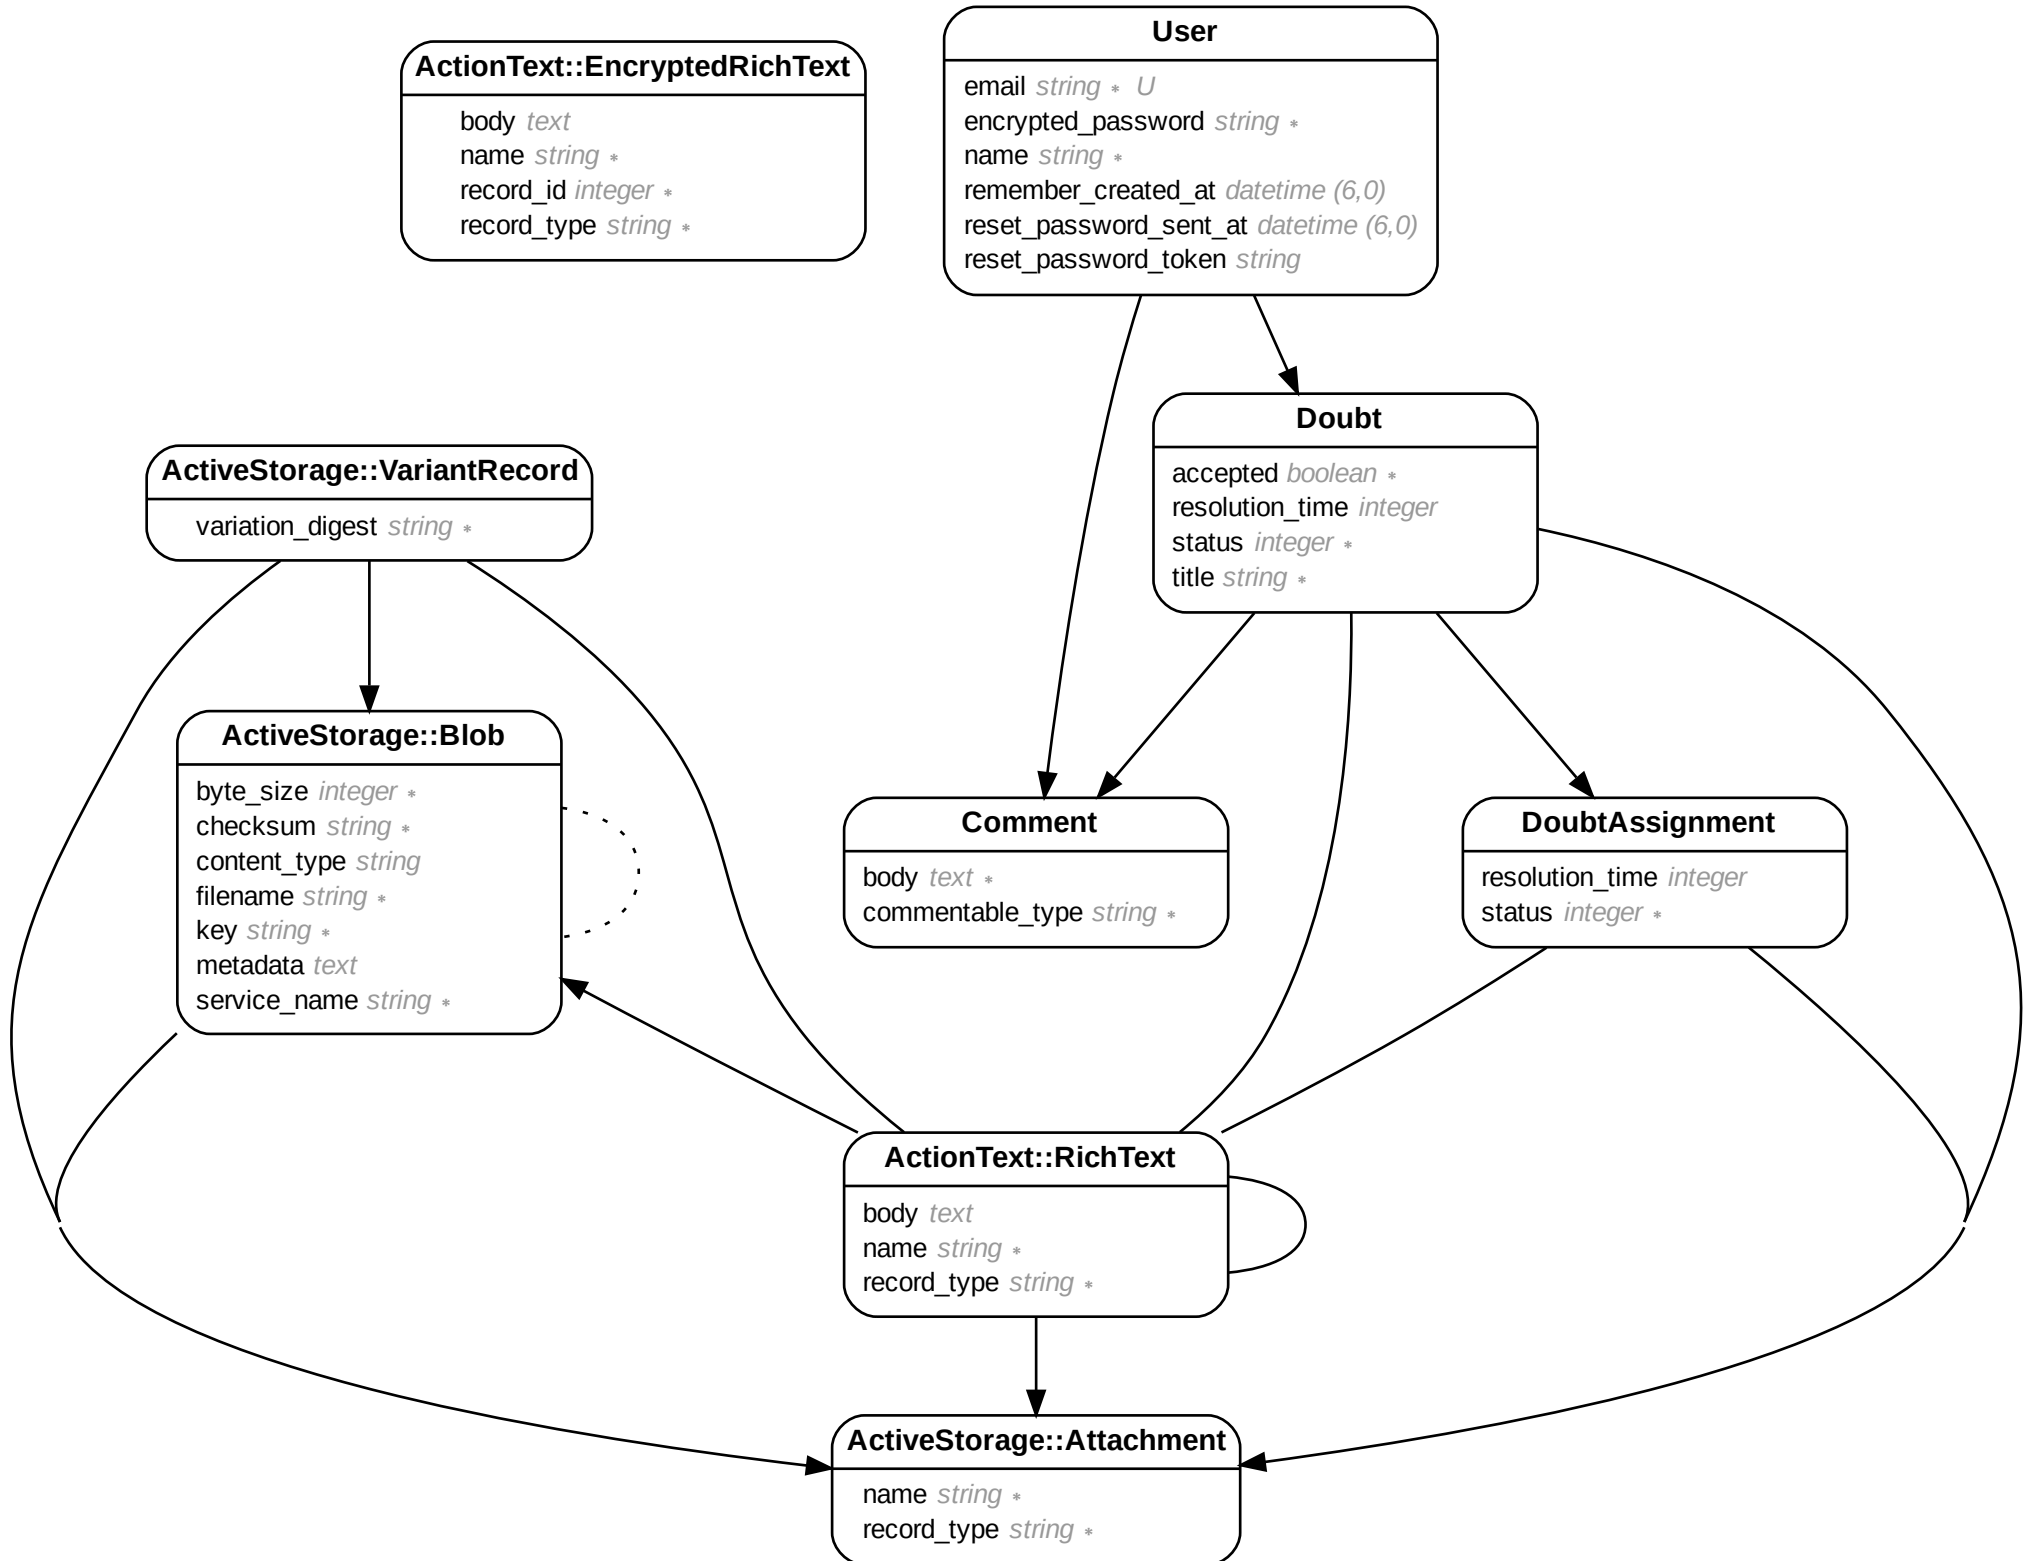 ActionText::EncryptedRichText
body text
name string *
record_id integer *
record_type string *
User
email string * U
encrypted_password string *
name string *
remember_created_at datetime (6,0)
reset_password_sent_at datetime (6,0)
reset_password_token string
Doubt
accepted boolean *
resolution_time integer
status integer *
title string *
ActiveStorage::VariantRecord
variation_digest string *
ActiveStorage::Blob
byte_size integer *
checksum string *
content_type string
filename string *
key string *
metadata text
service_name string *
Comment
body text *
commentable_type string *
DoubtAssignment
resolution_time integer
status integer *
ActionText::RichText
body text
name string *
record_type string *
ActiveStorage::Attachment
name string *
record_type string *